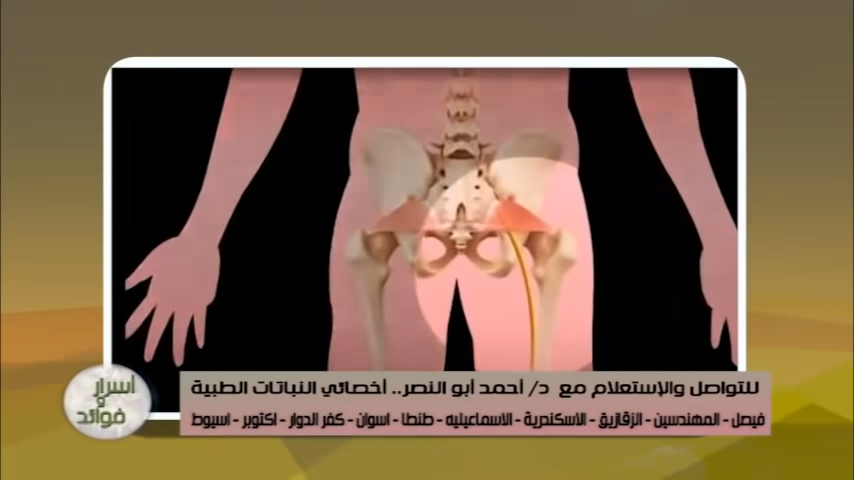 للتواصل والإستعلام مع د/ أحمد أبو النصر.. أخصائي النباتات الطبية
فيصل - المهندسين - الزقازيق - الاسكندرية - الاسماعيليه - طنطا - اسوان - كفر الدوار - اكتوبر - اسيوط
أسرار
و
فوائد